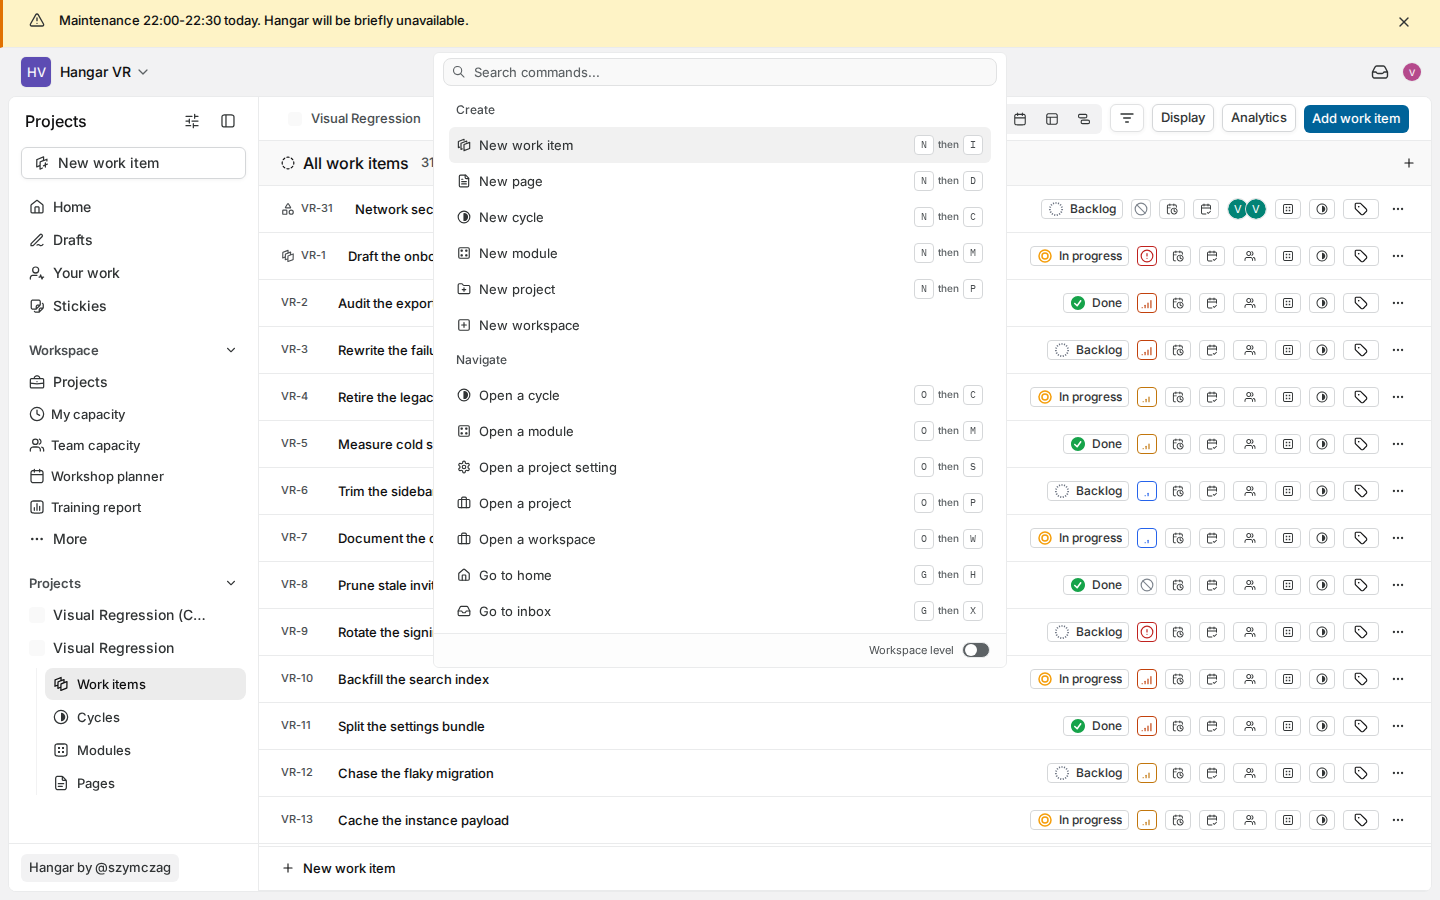 Maintenance 22:00-22:30 today. Hangar will be briefly unavailable.
HV Hangar VR
V
Search commands...
Projects
New work item
Home
Drafts
Your work
Stickies
Workspace
Projects
My capacity
Team capacity
Workshop planner
Training report
More
Projects
Visual Regression (C...
Visual Regression
Work items
Cycles
Modules
Pages
Hangar by @szymczag
Visual Regression
Display
Analytics
Add work item
All work items 31
Create
New work item N then I
New page N then D
New cycle N then C
New module N then M
New project N then P
New workspace
Navigate
Open a cycle O then C
Open a module O then M
Open a project setting O then S
Open a project O then P
Open a workspace O then W
Go to home G then H
Go to inbox G then X
Workspace level
VR-31 Network sec Backlog V V
VR-1 Draft the onbo In progress
VR-2 Audit the export Done
VR-3 Rewrite the failu Backlog
VR-4 Retire the legac In progress
VR-5 Measure cold s Done
VR-6 Trim the sideba Backlog
VR-7 Document the In progress
VR-8 Prune stale invit Done
VR-9 Rotate the signi Backlog
VR-10 Backfill the search index In progress
VR-11 Split the settings bundle Done
VR-12 Chase the flaky migration Backlog
VR-13 Cache the instance payload In progress
New work item